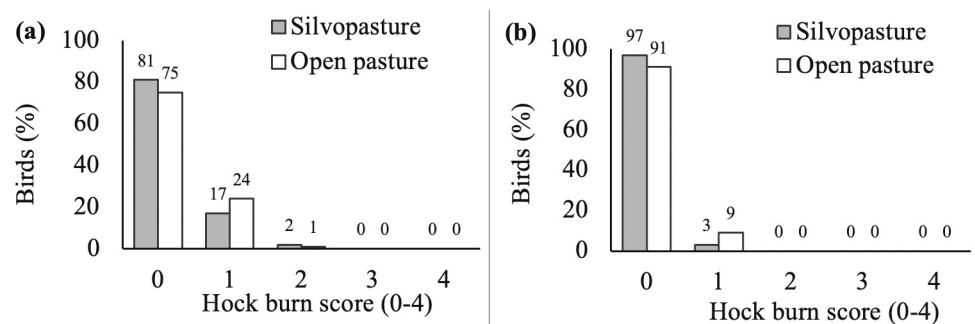 (a)
Silvopasture
Open pasture
Birds (%)
100
80
60
40
20
0
81 75
17 24
2 1
0 0
0 0
0 1 2 3 4
Hock burn score (0-4)
(b)
Silvopasture
Open pasture
Birds (%)
100
80
60
40
20
0
97 91
3 9
0 0
0 0
0 0
0 1 2 3 4
Hock burn score (0-4)